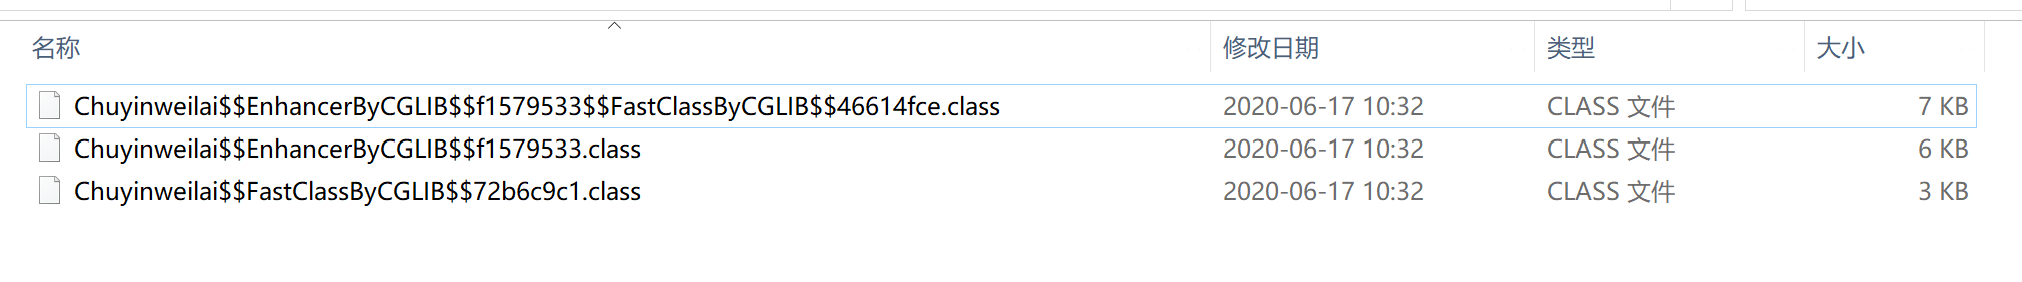 名称 修改日期 类型 大小
Chuyinweilai$$EnhancerByCGLIB$$f1579533$$FastClassByCGLIB$$46614fce.class 2020-06-17 10:32 CLASS 文件 7 KB
Chuyinweilai$$EnhancerByCGLIB$$f1579533.class 2020-06-17 10:32 CLASS 文件 6 KB
Chuyinweilai$$FastClassByCGLIB$$72b6c9c1.class 2020-06-17 10:32 CLASS 文件 3 KB